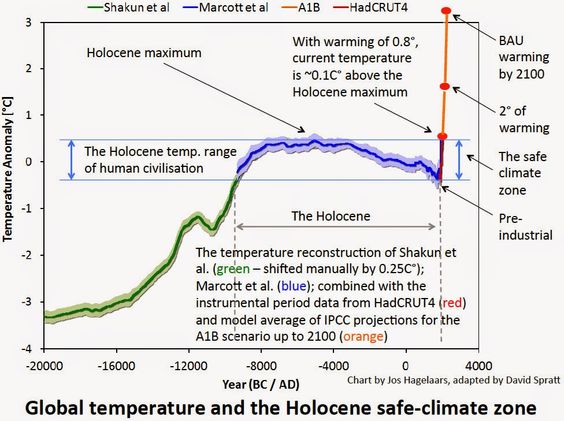 Shakun et al Marcott et al A1B HadCRUT4
3
2
1
0
-1
-2
-3
-4
Temperature Anomaly [°C]
Holocene maximum
With warming of 0.8°,
current temperature
is ~0.1C° above the
Holocene maximum
BAU
warming
by 2100
2° of
warming
The safe
climate
zone
Pre-
industrial
The Holocene temp. range
of human civilisation
The Holocene
The temperature reconstruction of Shakun et
al. (green – shifted manually by 0.25C°);
Marcott et al. (blue); combined with the
instrumental period data from HadCRUT4 (red)
and model average of IPCC projections for the
A1B scenario up to 2100 (orange)
-20000 -16000 -12000 -8000 -4000 0 4000
Year (BC / AD)
Chart by Jos Hagelaars, adapted by David Spratt
Global temperature and the Holocene safe-climate zone